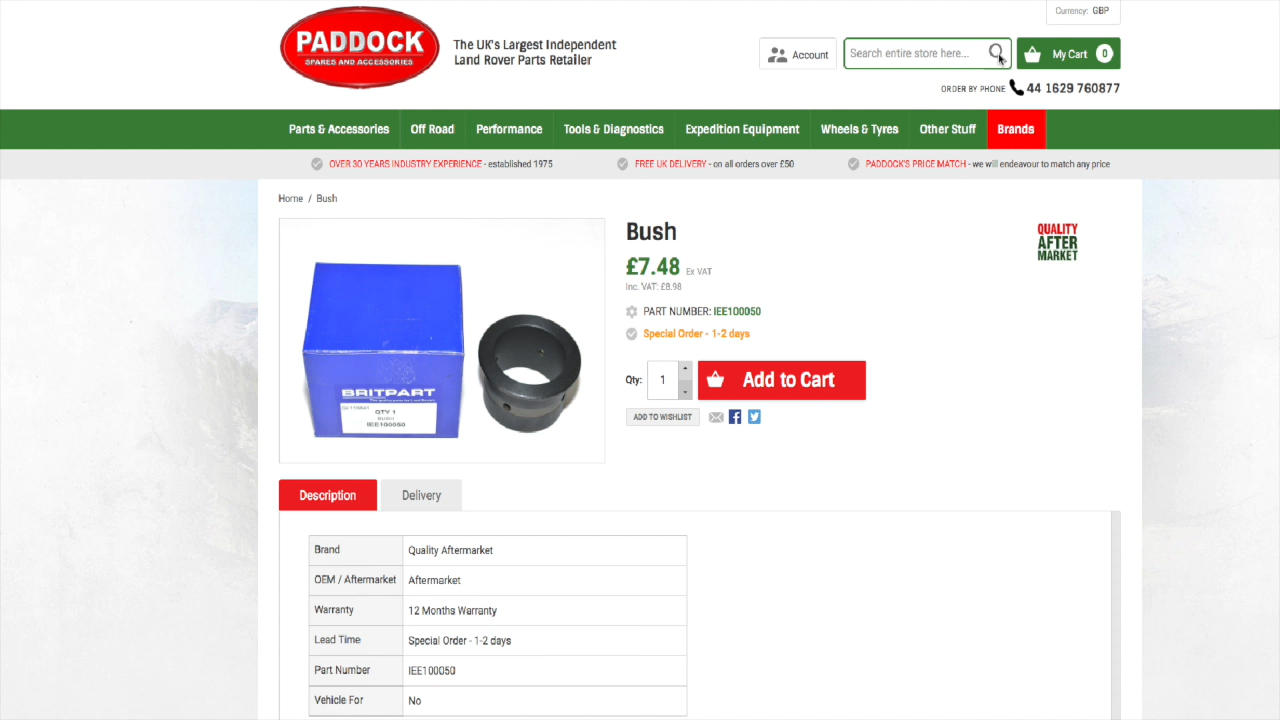 Currency: GBP
PADDOCK
SPARES AND ACCESSORIES
The UK's Largest Independent
Land Rover Parts Retailer
Account
Search entire store here...
My Cart 0
ORDER BY PHONE 44 1629 760877
Parts & Accessories Off Road Performance Tools & Diagnostics Expedition Equipment Wheels & Tyres Other Stuff Brands
OVER 30 YEARS INDUSTRY EXPERIENCE - established 1975 FREE UK DELIVERY - on all orders over £50 PADDOCK'S PRICE MATCH - we will endeavour to match any price
Home / Bush
Bush
QUALITY
AFTER
MARKET
£7.48 Ex VAT
Inc. VAT: £8.98
PART NUMBER: IEE100050
Special Order - 1-2 days
Qty: 1 Add to Cart
ADD TO WISHLIST
BRITPART
QTY 1
BUSH
IEE100050
Description Delivery
Brand Quality Aftermarket
OEM / Aftermarket Aftermarket
Warranty 12 Months Warranty
Lead Time Special Order - 1-2 days
Part Number IEE100050
Vehicle For No